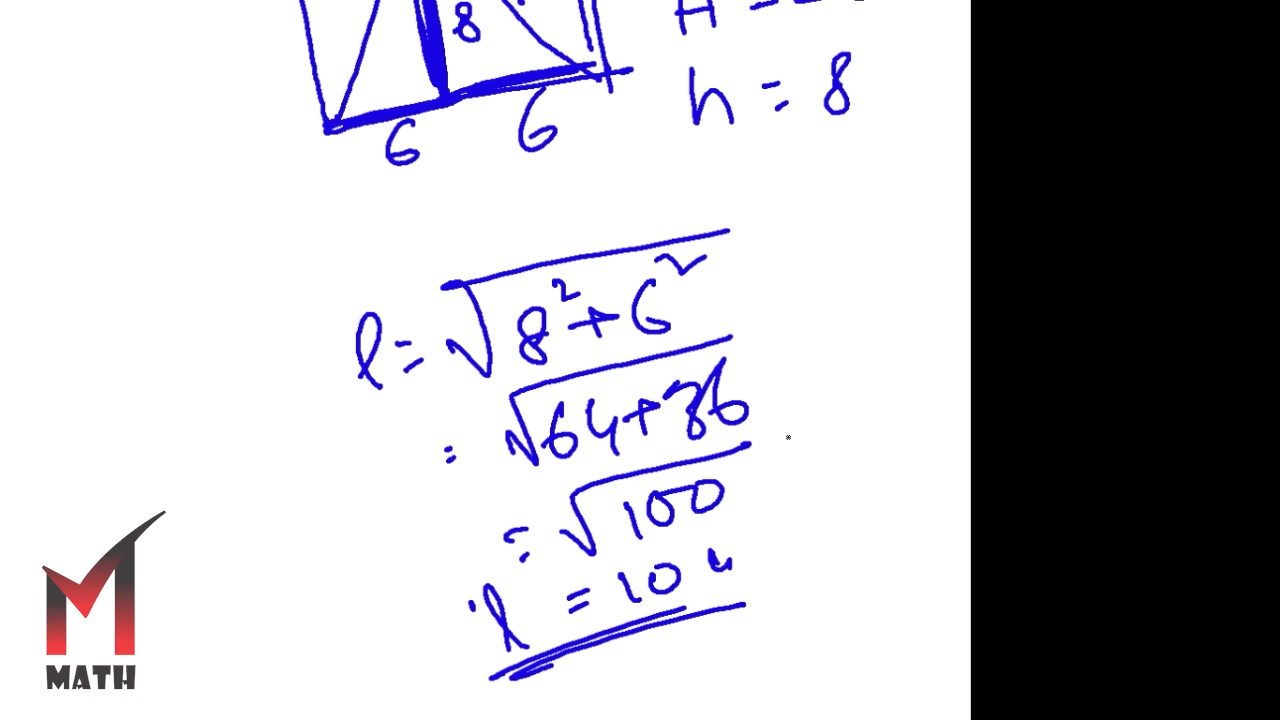 8
h = 8
6 6
l = √8² + 6²
= √64 + 36
= √100
l = 10
MATH